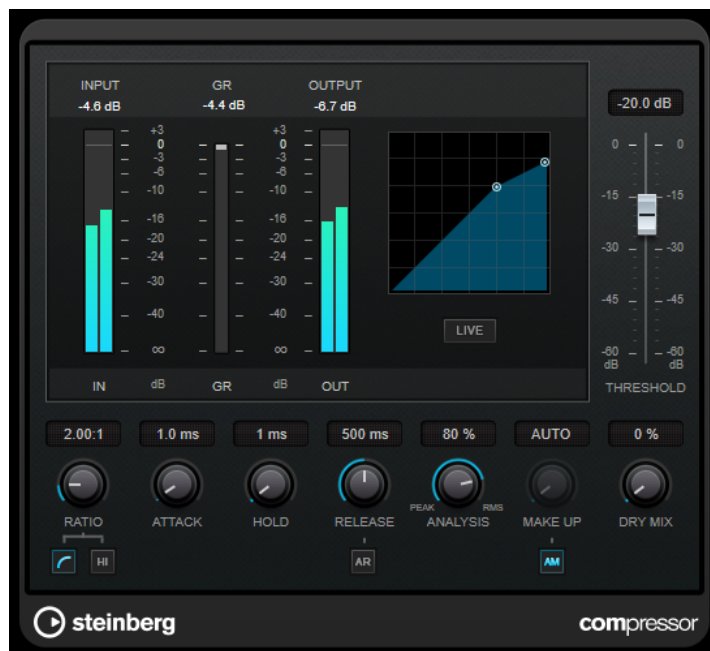 INPUT GR OUTPUT
-4.6 dB -4.4 dB -6.7 dB
-20.0 dB
+3 +3
0 0
-3 -3
-6 -6
-10 -10
-16 -16
-20 -20
-24 -24
-30 -30
-40 -40
∞ ∞
0 0
-15 -15
-30 -30
-45 -45
-60 -60
dB dB
LIVE
IN dB GR dB OUT
THRESHOLD
2.00:1 1.0 ms 1 ms 500 ms 80 % AUTO 0 %
PEAK RMS
RATIO ATTACK HOLD RELEASE ANALYSIS MAKE UP DRY MIX
HI AR AM
steinberg compressor